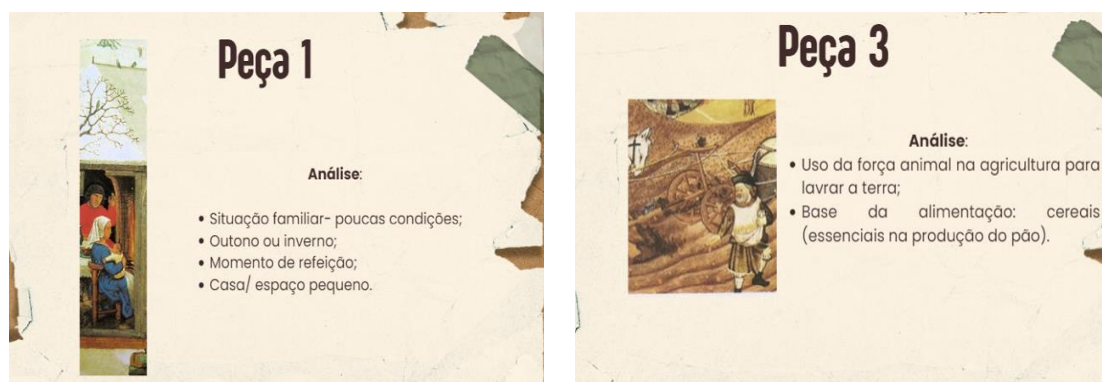 Peça 1
Análise:
• Situação familiar- poucas condições;
• Outono ou inverno;
• Momento de refeição;
• Casa/ espaço pequeno.
Peça 3
Análise:
• Uso da força animal na agricultura para
lavrar a terra;
• Base da alimentação: cereais
(essenciais na produção do pão).